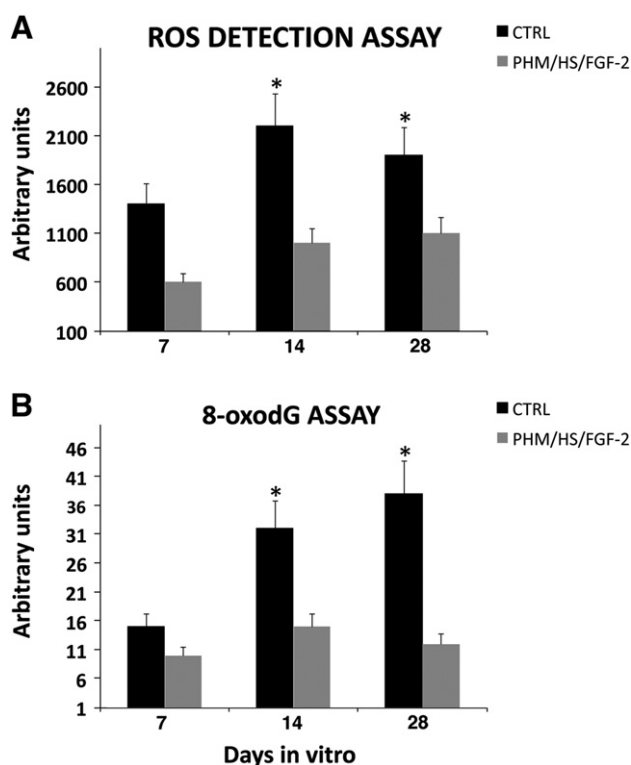 A
ROS DETECTION ASSAY
CTRL
PHM/HS/FGF-2
Arbitrary units
2600
2100
1600
1100
600
100
*
*
7 14 28
B
8-oxodG ASSAY
CTRL
PHM/HS/FGF-2
Arbitrary units
46
41
36
31
26
21
16
11
6
1
*
*
7 14 28
Days in vitro